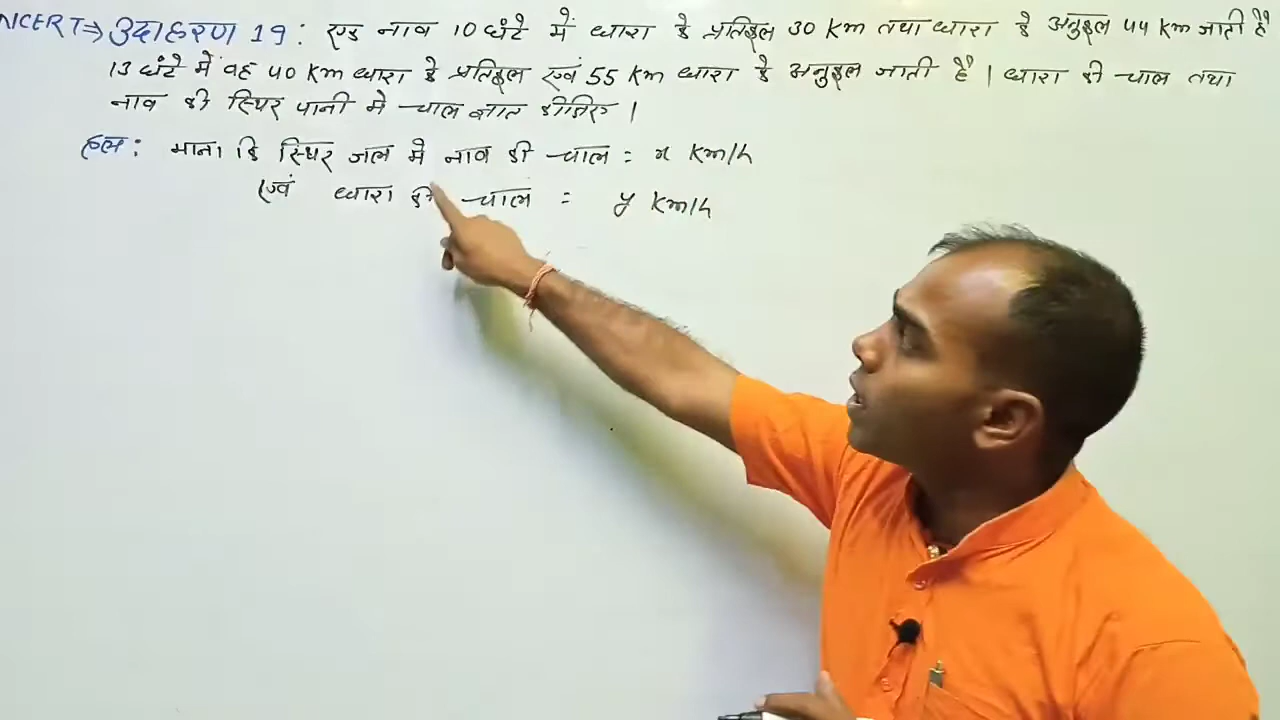 NCERT⇒ उदाहरण 19 : एक नाव 10 घंटे में धारा के प्रतिकूल 30 km तथा धारा के अनुकूल 44 km जाती है
13 घंटे में वह 40 km धारा के प्रतिकूल एवं 55 km धारा के अनुकूल जाती है । धारा की चाल तथा
नाव की स्थिर पानी में चाल ज्ञात कीजिए ।
हल : माना कि स्थिर जल में नाव की चाल = x km/h
एवं धारा की चाल = y km/h